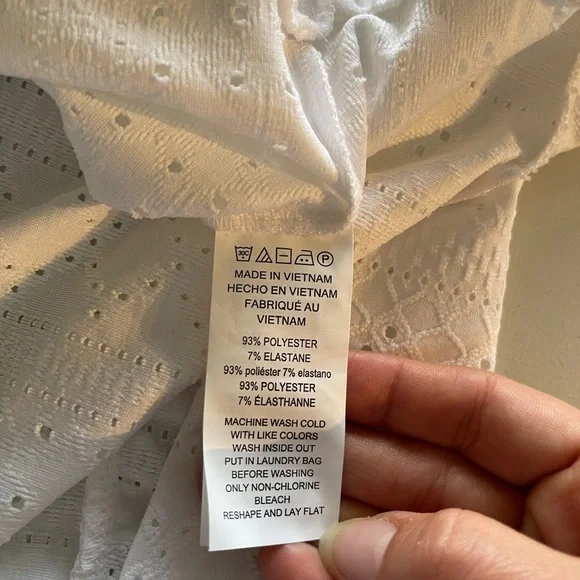 30C P
MADE IN VIETNAM
HECHO EN VIETNAM
FABRIQUÉ AU
VIETNAM
93% POLYESTER
7% ELASTANE
93% poliéster 7% elastano
93% POLYESTER
7% ÉLASTHANNE
MACHINE WASH COLD
WITH LIKE COLORS
WASH INSIDE OUT
PUT IN LAUNDRY BAG
BEFORE WASHING
ONLY NON-CHLORINE
BLEACH
RESHAPE AND LAY FLAT